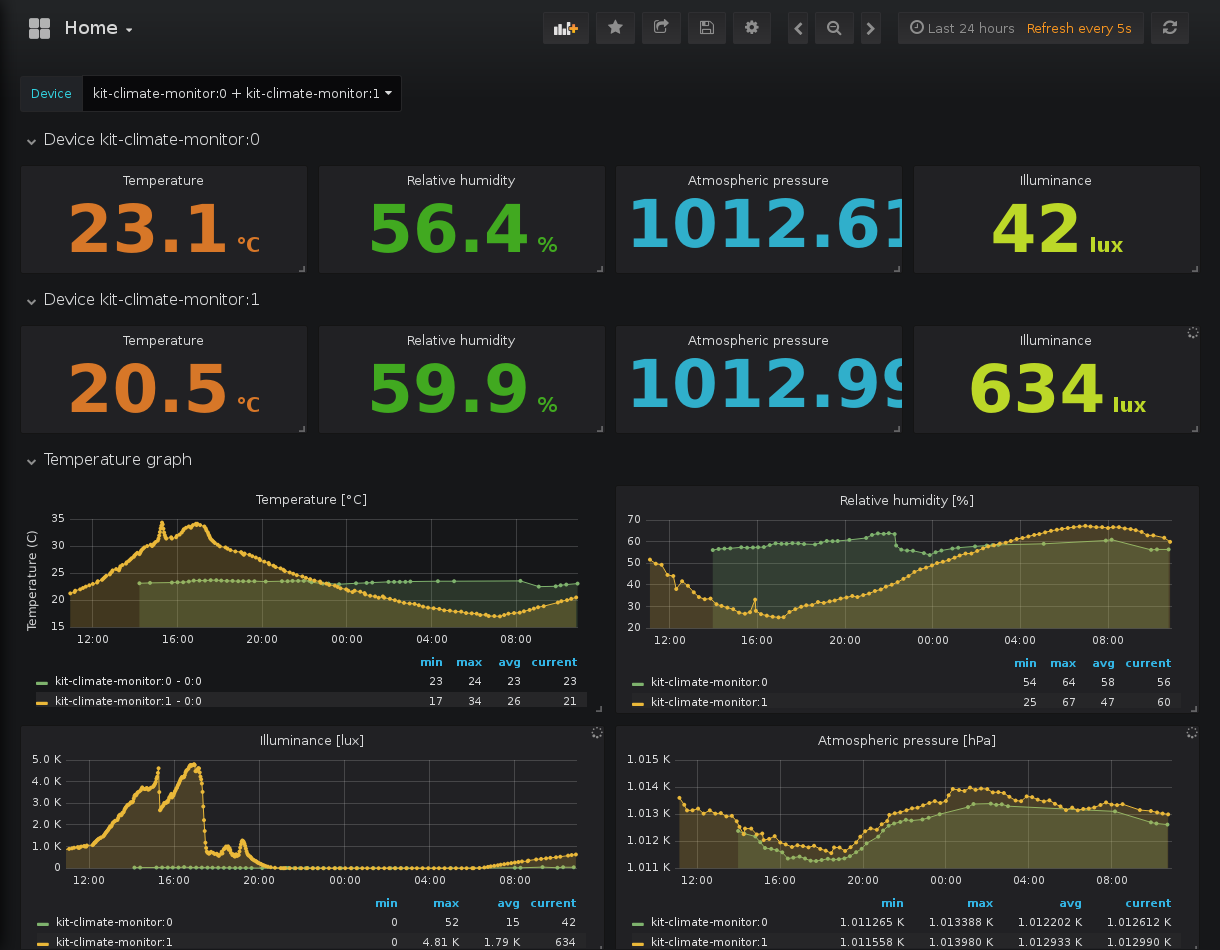 Home
Last 24 hours Refresh every 5s
Device kit-climate-monitor:0 + kit-climate-monitor:1
Device kit-climate-monitor:0
Temperature Relative humidity Atmospheric pressure Illuminance
23.1 °C 56.4 % 1012.61 42 lux
Device kit-climate-monitor:1
Temperature Relative humidity Atmospheric pressure Illuminance
20.5 °C 59.9 % 1012.99 634 lux
Temperature graph
Temperature [°C]
Temperature (C)
35
30
25
20
15
12:00 16:00 20:00 00:00 04:00 08:00
min max avg current
kit-climate-monitor:0 - 0:0 23 24 23 23
kit-climate-monitor:1 - 0:0 17 34 26 21
Relative humidity [%]
70
60
50
40
30
20
12:00 16:00 20:00 00:00 04:00 08:00
min max avg current
kit-climate-monitor:0 54 64 58 56
kit-climate-monitor:1 25 67 47 60
Illuminance [lux]
5.0 K
4.0 K
3.0 K
2.0 K
1.0 K
0
12:00 16:00 20:00 00:00 04:00 08:00
min max avg current
kit-climate-monitor:0 0 52 15 42
kit-climate-monitor:1 0 4.81 K 1.79 K 634
Atmospheric pressure [hPa]
1.015 K
1.014 K
1.013 K
1.012 K
1.011 K
12:00 16:00 20:00 00:00 04:00 08:00
min max avg current
kit-climate-monitor:0 1.011265 K 1.013388 K 1.012202 K 1.012612 K
kit-climate-monitor:1 1.011558 K 1.013980 K 1.012933 K 1.012990 K